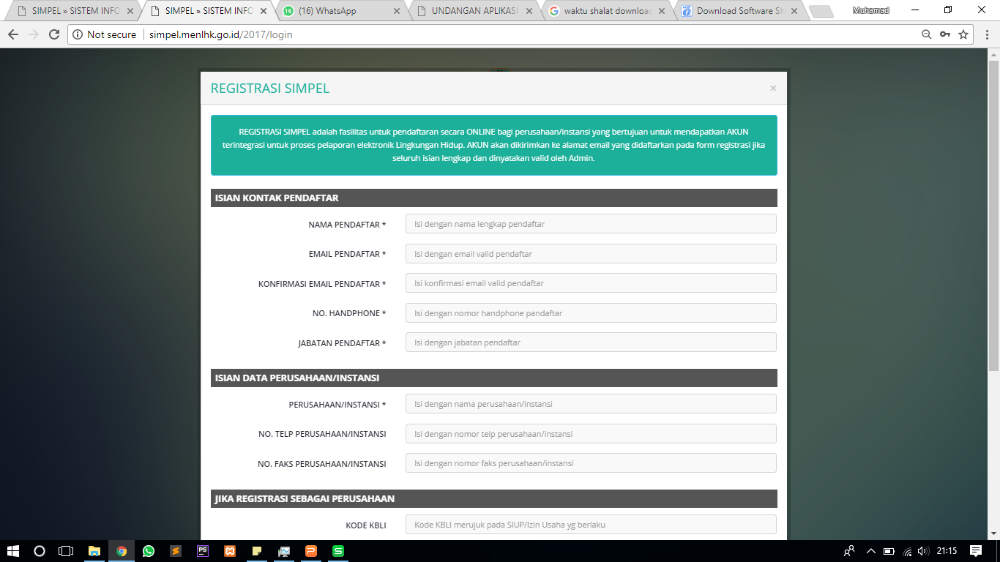 SIMPEL » SISTEM INFO
SIMPEL » SISTEM INFO
(16) WhatsApp
UNDANGAN APLIKASI
waktu shalat downloa
Download Software Sh
Muhamad
Not secure
simpel.menlhk.go.id/2017/login
REGISTRASI SIMPEL
×
REGISTRASI SIMPEL adalah fasilitas untuk pendaftaran secara ONLINE bagi perusahaan/instansi yang bertujuan untuk mendapatkan AKUN
terintegrasi untuk proses pelaporan elektronik Lingkungan Hidup. AKUN akan dikirimkan ke alamat email yang didaftarkan pada form registrasi jika
seluruh isian lengkap dan dinyatakan valid oleh Admin.
ISIAN KONTAK PENDAFTAR
NAMA PENDAFTAR * Isi dengan nama lengkap pendaftar
EMAIL PENDAFTAR * Isi dengan email valid pendaftar
KONFIRMASI EMAIL PENDAFTAR * Isi konfirmasi email valid pendaftar
NO. HANDPHONE * Isi dengan nomor handphone pandaftar
JABATAN PENDAFTAR * Isi dengan jabatan pendaftar
ISIAN DATA PERUSAHAAN/INSTANSI
PERUSAHAAN/INSTANSI * Isi dengan nama perusahaan/instansi
NO. TELP PERUSAHAAN/INSTANSI Isi dengan nomor telp perusahaan/instansi
NO. FAKS PERUSAHAAN/INSTANSI Isi dengan nomor faks perusahaan/instansi
JIKA REGISTRASI SEBAGAI PERUSAHAAN
KODE KBLI Kode KBLI merujuk pada SIUP/Izin Usaha yg berlaku
21:15